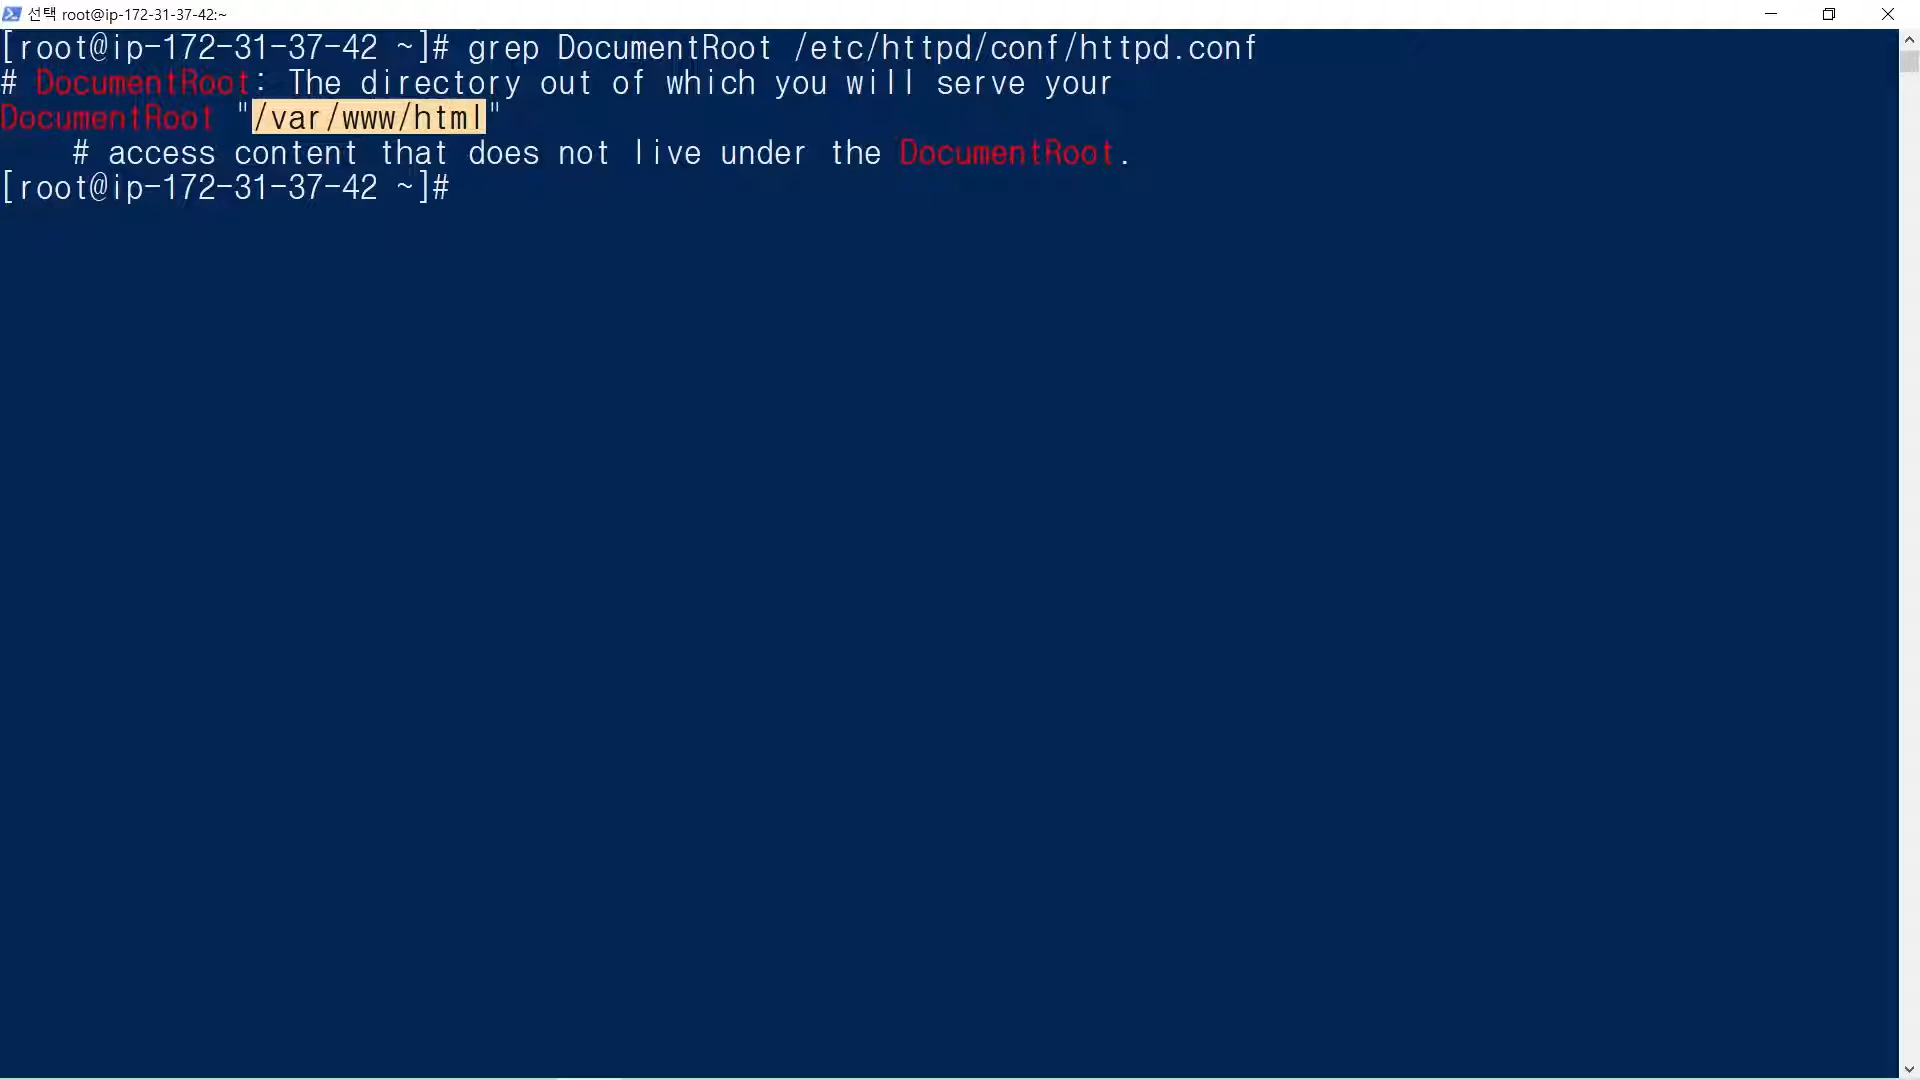 선택 root@ip-172-31-37-42:~
[root@ip-172-31-37-42 ~]# grep DocumentRoot /etc/httpd/conf/httpd.conf
# DocumentRoot: The directory out of which you will serve your
DocumentRoot "/var/www/html"
    # access content that does not live under the DocumentRoot.
[root@ip-172-31-37-42 ~]#